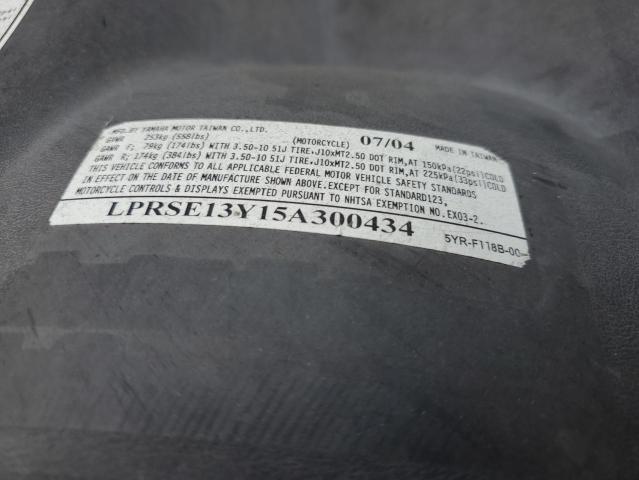 MFD.BY YAMAHA MOTOR TAIWAN CO.,LTD.
GVWR 253kg (558lbs) (MOTORCYCLE) 07/04 MADE IN TAIWAN
GAWR F; 79kg (174lbs) WITH 3.50-10 51J TIRE,J10xMT2.50 DOT RIM,AT 150kPa(22psi)COLD
GAWR R; 174kg (384lbs) WITH 3.50-10 51J TIRE,J10xMT2.50 DOT RIM,AT 225kPa(33psi)COLD
THIS VEHICLE CONFORMS TO ALL APPLICABLE FEDERAL MOTOR VEHICLE SAFETY STANDARDS
IN EFFECT ON THE DATE OF MANUFACTURE SHOWN ABOVE.EXCEPT FOR STANDARD123,
MOTORCYCLE CONTROLS & DISPLAYS EXEMPTED PURSUANT TO NHTSA EXEMPTION NO.EX03-2.
LPRSE13Y15A300434
5YR-F118B-00